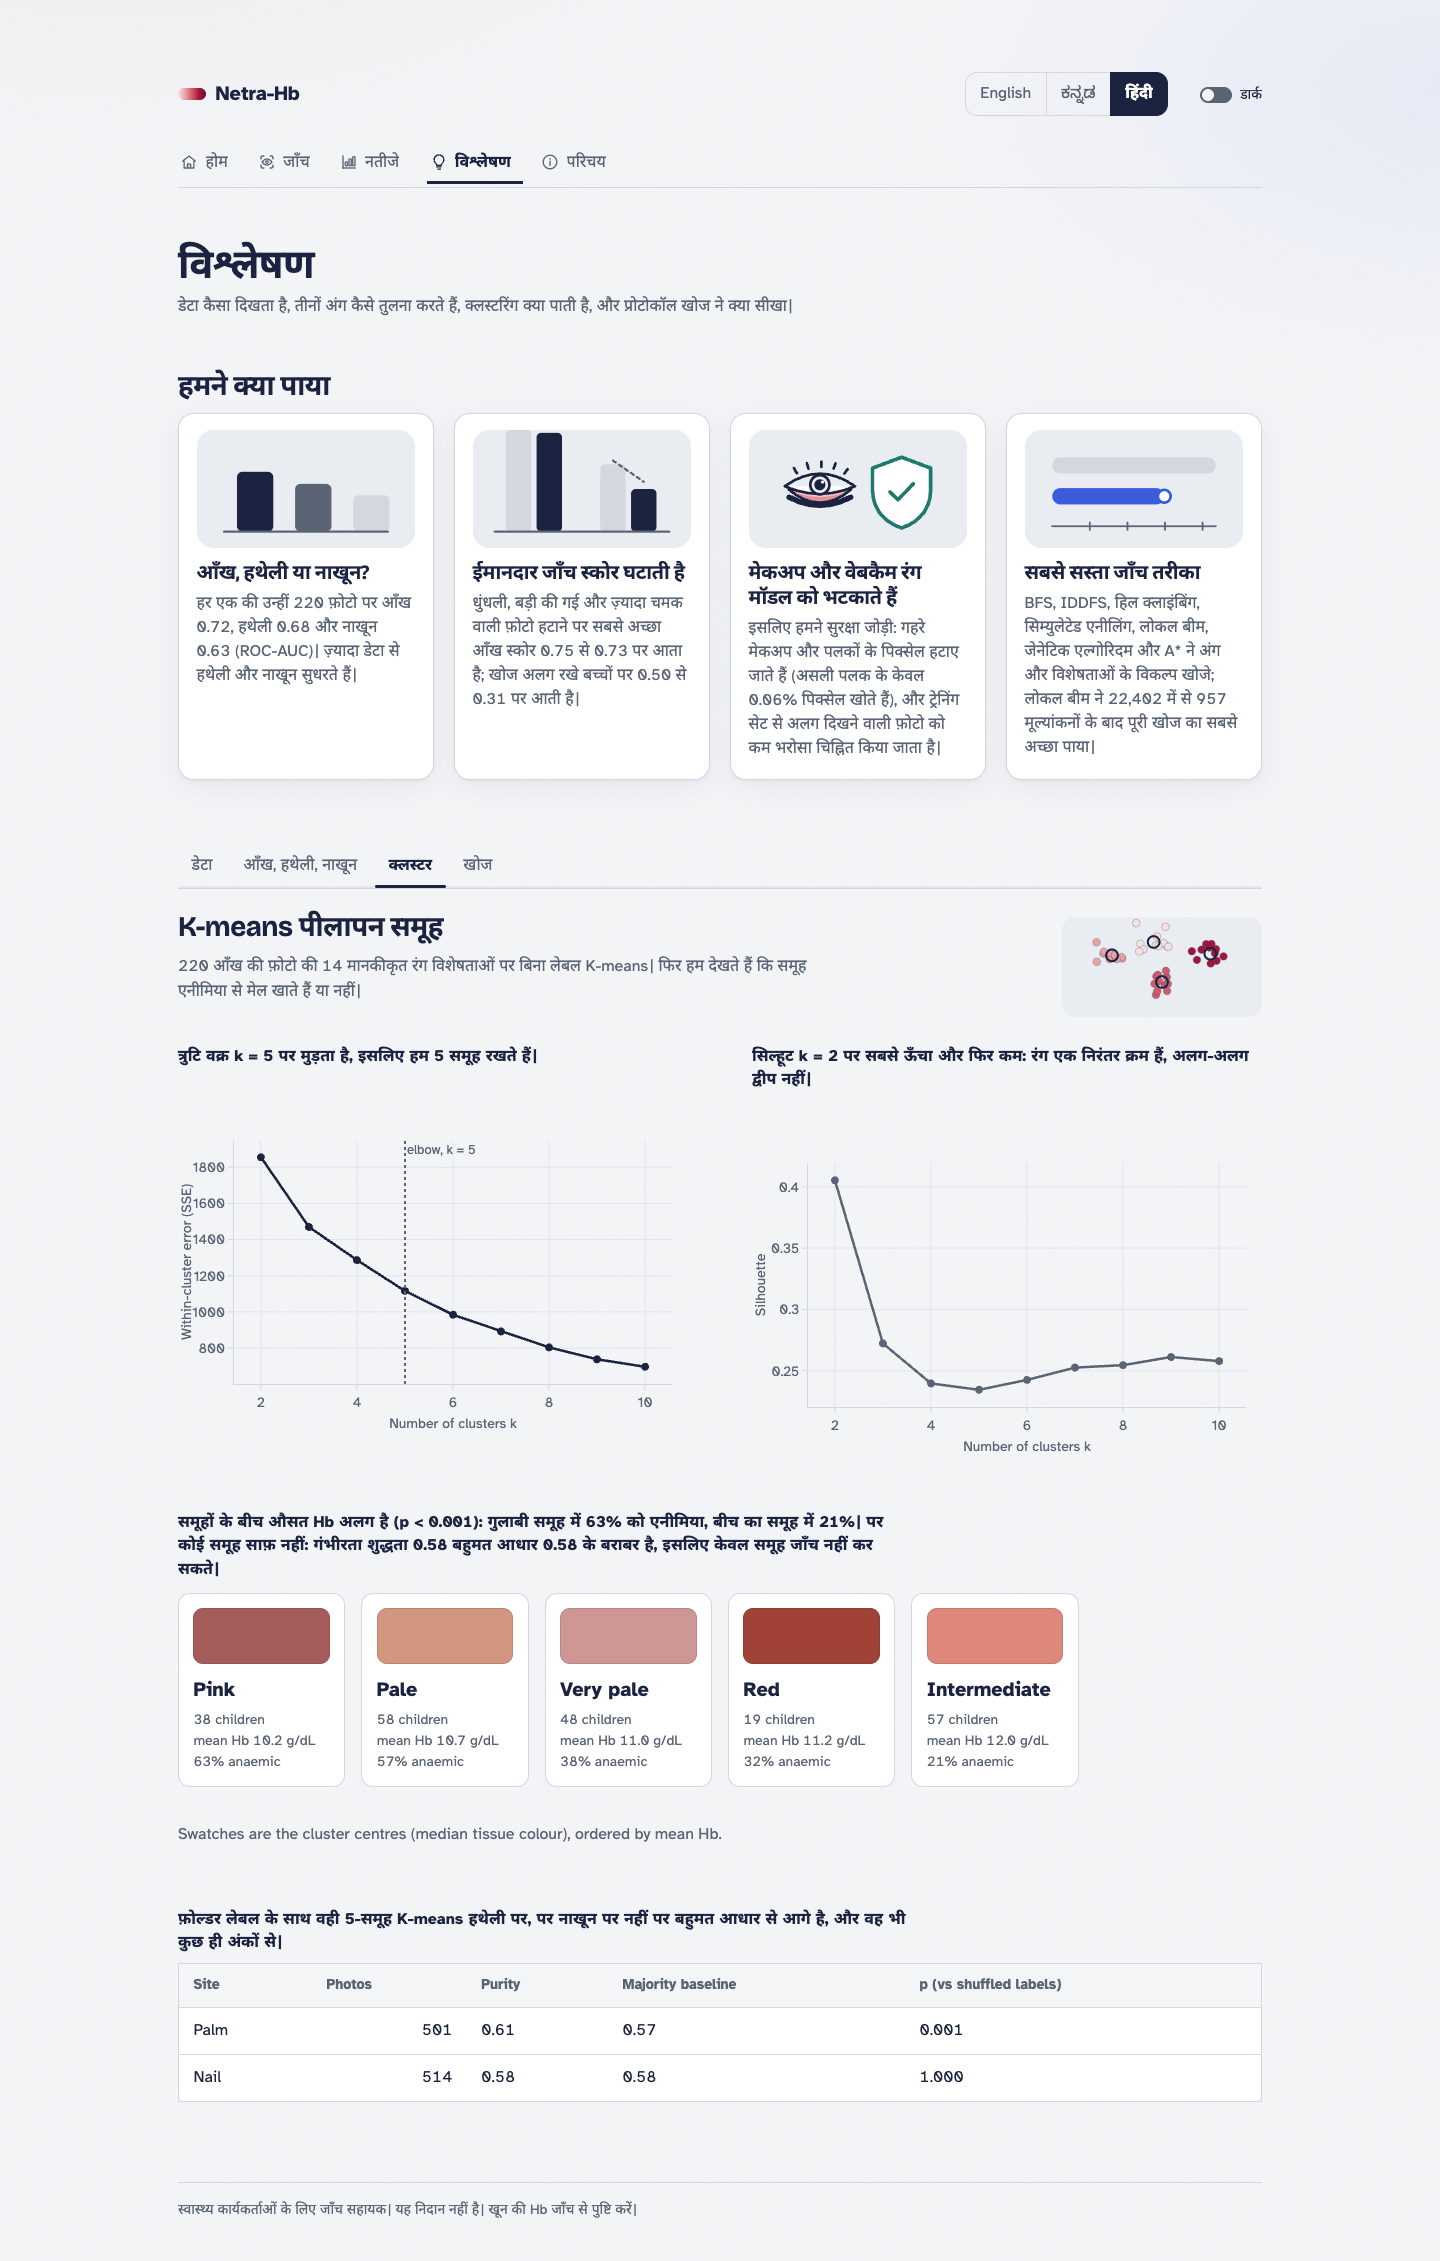 Netra-Hb
English
ಕನ್ನಡ
हिंदी
डार्क
होम
जाँच
नतीजे
विश्लेषण
परिचय
विश्लेषण
डेटा कैसा दिखता है, तीनों अंग कैसे तुलना करते हैं, क्लस्टरिंग क्या पाती है, और प्रोटोकॉल खोज ने क्या सीखा|
हमने क्या पाया
आँख, हथेली या नाखून?
हर एक की उन्हीं 220 फ़ोटो पर आँख
0.72, हथेली 0.68 और नाखून
0.63 (ROC-AUC)| ज़्यादा डेटा से
हथेली और नाखून सुधरते हैं|
ईमानदार जाँच स्कोर घटाती है
धुंधली, बड़ी की गई और ज़्यादा चमक
वाली फ़ोटो हटाने पर सबसे अच्छा
आँख स्कोर 0.75 से 0.73 पर आता
है; खोज अलग रखे बच्चों पर 0.50 से
0.31 पर आती है|
मेकअप और वेबकैम रंग
मॉडल को भटकाते हैं
इसलिए हमने सुरक्षा जोड़ी: गहरे
मेकअप और पलकों के पिक्सेल हटाए
जाते हैं (असली पलक के केवल
0.06% पिक्सेल खोते हैं), और ट्रेनिंग
सेट से अलग दिखने वाली फ़ोटो को
कम भरोसा चिह्नित किया जाता है|
सबसे सस्ता जाँच तरीका
BFS, IDDFS, हिल क्लाइंबिंग,
सिम्युलेटेड एनीलिंग, लोकल बीम,
जेनेटिक एल्गोरिदम और A* ने अंग
और विशेषताओं के विकल्प खोजे;
लोकल बीम ने 22,402 में से 957
मूल्यांकनों के बाद पूरी खोज का सबसे
अच्छा पाया|
डेटा
आँख, हथेली, नाखून
क्लस्टर
खोज
K-means पीलापन समूह
220 आँख की फ़ोटो की 14 मानकीकृत रंग विशेषताओं पर बिना लेबल K-means| फिर हम देखते हैं कि समूह
एनीमिया से मेल खाते हैं या नहीं|
त्रुटि वक्र k = 5 पर मुड़ता है, इसलिए हम 5 समूह रखते हैं|
elbow, k = 5
1800
1600
1400
1200
1000
800
Within-cluster error (SSE)
2
4
6
8
10
Number of clusters k
सिल्हूट k = 2 पर सबसे ऊँचा और फिर कम: रंग एक निरंतर क्रम हैं, अलग-अलग
द्वीप नहीं|
0.4
0.35
0.3
0.25
Silhouette
2
4
6
8
10
Number of clusters k
समूहों के बीच औसत Hb अलग है (p < 0.001): गुलाबी समूह में 63% को एनीमिया, बीच का समूह में 21%| पर
कोई समूह साफ़ नहीं: गंभीरता शुद्धता 0.58 बहुमत आधार 0.58 के बराबर है, इसलिए केवल समूह जाँच नहीं कर
सकते|
Pink
38 children
mean Hb 10.2 g/dL
63% anaemic
Pale
58 children
mean Hb 10.7 g/dL
57% anaemic
Very pale
48 children
mean Hb 11.0 g/dL
38% anaemic
Red
19 children
mean Hb 11.2 g/dL
32% anaemic
Intermediate
57 children
mean Hb 12.0 g/dL
21% anaemic
Swatches are the cluster centres (median tissue colour), ordered by mean Hb.
फ़ोल्डर लेबल के साथ वही 5-समूह K-means हथेली पर, पर नाखून पर नहीं पर बहुमत आधार से आगे है, और वह भी
कुछ ही अंकों से|
Site Photos Purity Majority baseline p (vs shuffled labels)
Palm 501 0.61 0.57 0.001
Nail 514 0.58 0.58 1.000
स्वास्थ्य कार्यकर्ताओं के लिए जाँच सहायक| यह निदान नहीं है| खून की Hb जाँच से पुष्टि करें|